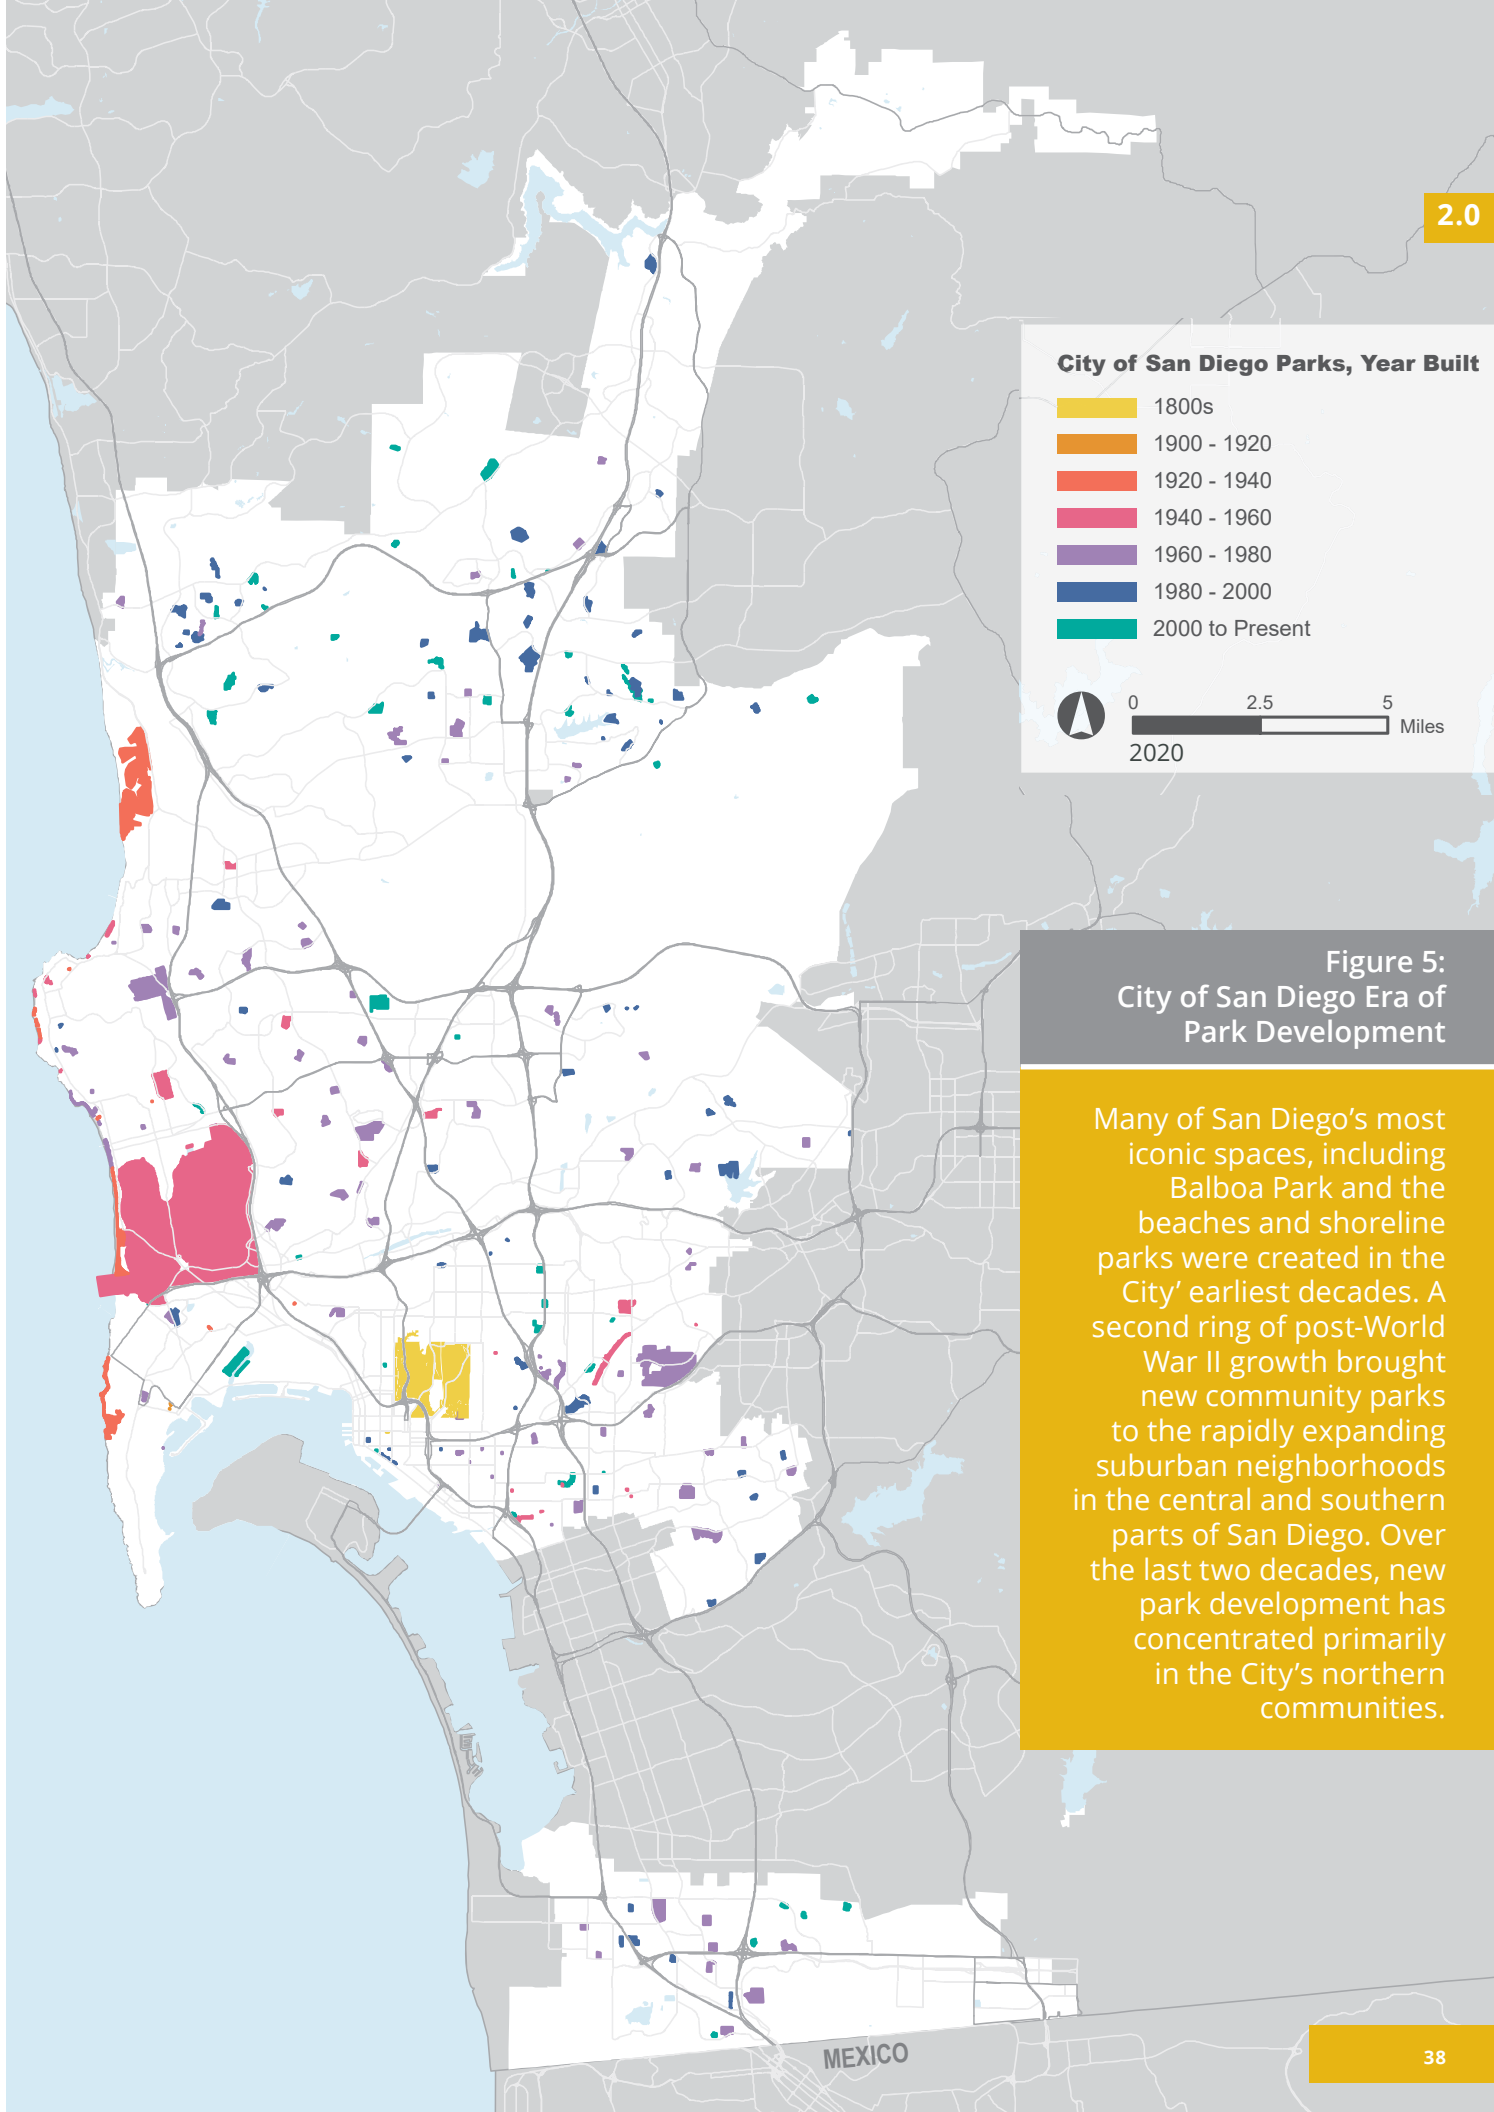 2.0
City of San Diego Parks, Year Built
1800s
1900 - 1920
1920 - 1940
1940 - 1960
1960 - 1980
1980 - 2000
2000 to Present
0 2.5 5
Miles
2020
Figure 5:
City of San Diego Era of
Park Development
Many of San Diego’s most
iconic spaces, including
Balboa Park and the
beaches and shoreline
parks were created in the
City’ earliest decades. A
second ring of post-World
War II growth brought
new community parks
to the rapidly expanding
suburban neighborhoods
in the central and southern
parts of San Diego. Over
the last two decades, new
park development has
concentrated primarily
in the City’s northern
communities.
MEXICO
38